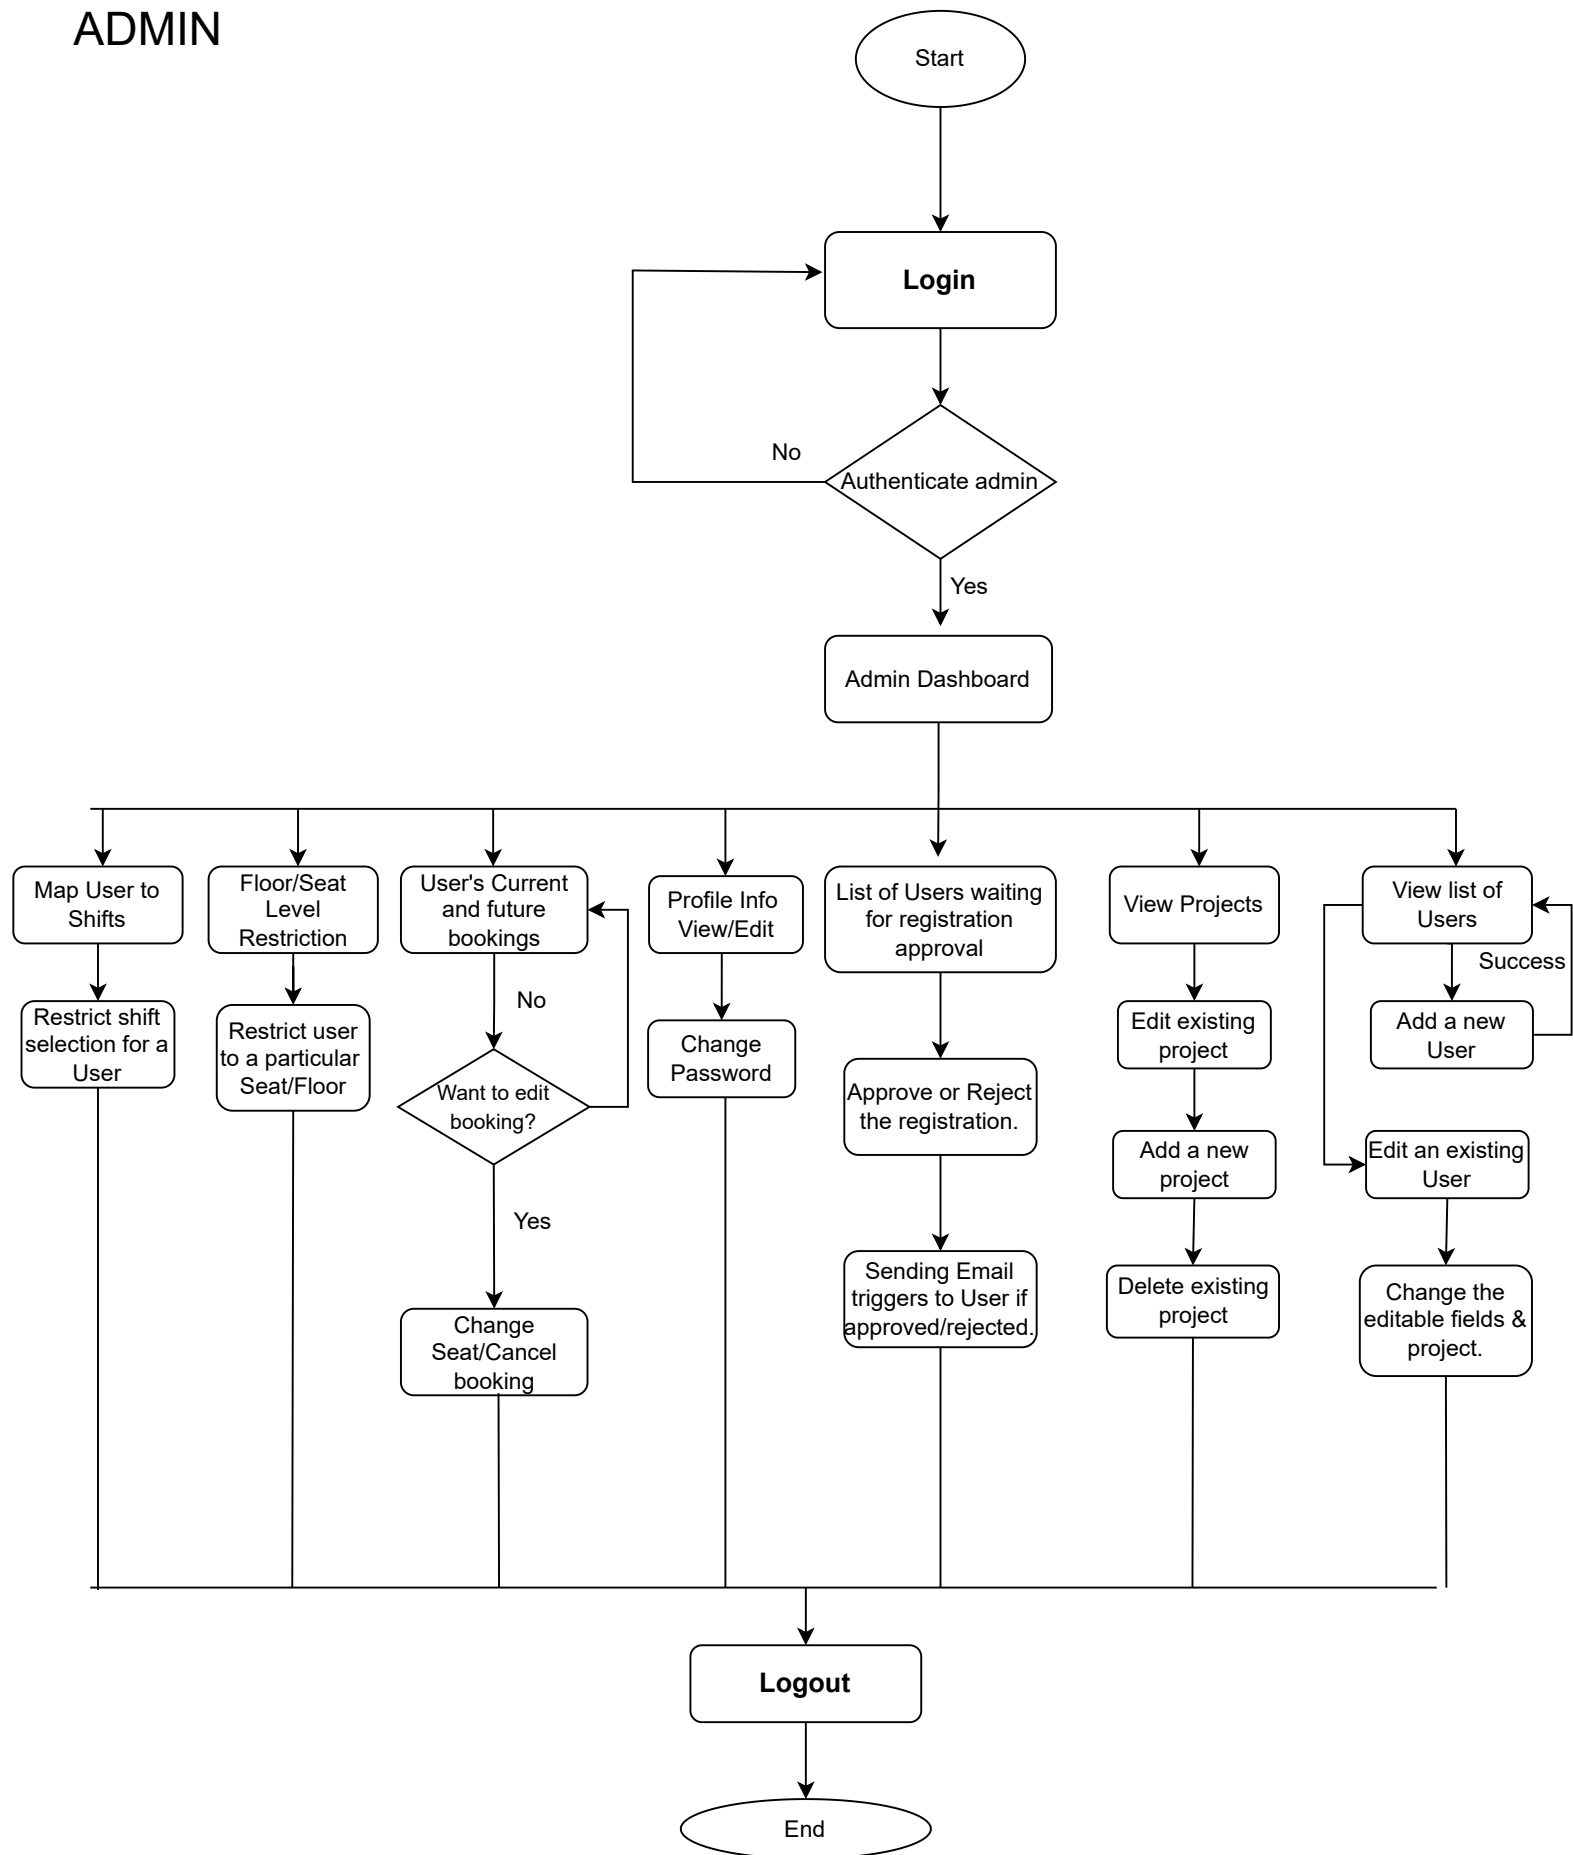 ADMIN
Start
Login
No
Authenticate admin
Yes
Admin Dashboard
Map User to
Shifts
Restrict shift
selection for a
User
Floor/Seat
Level
Restriction
Restrict user
to a particular
Seat/Floor
User's Current
and future
bookings
No
Want to edit
booking?
Yes
Change
Seat/Cancel
booking
Profile Info
View/Edit
Change
Password
List of Users waiting
for registration
approval
Approve or Reject
the registration.
Sending Email
triggers to User if
approved/rejected.
View Projects
Edit existing
project
Add a new
project
Delete existing
project
View list of
Users
Success
Add a new
User
Edit an existing
User
Change the
editable fields &
project.
Logout
End